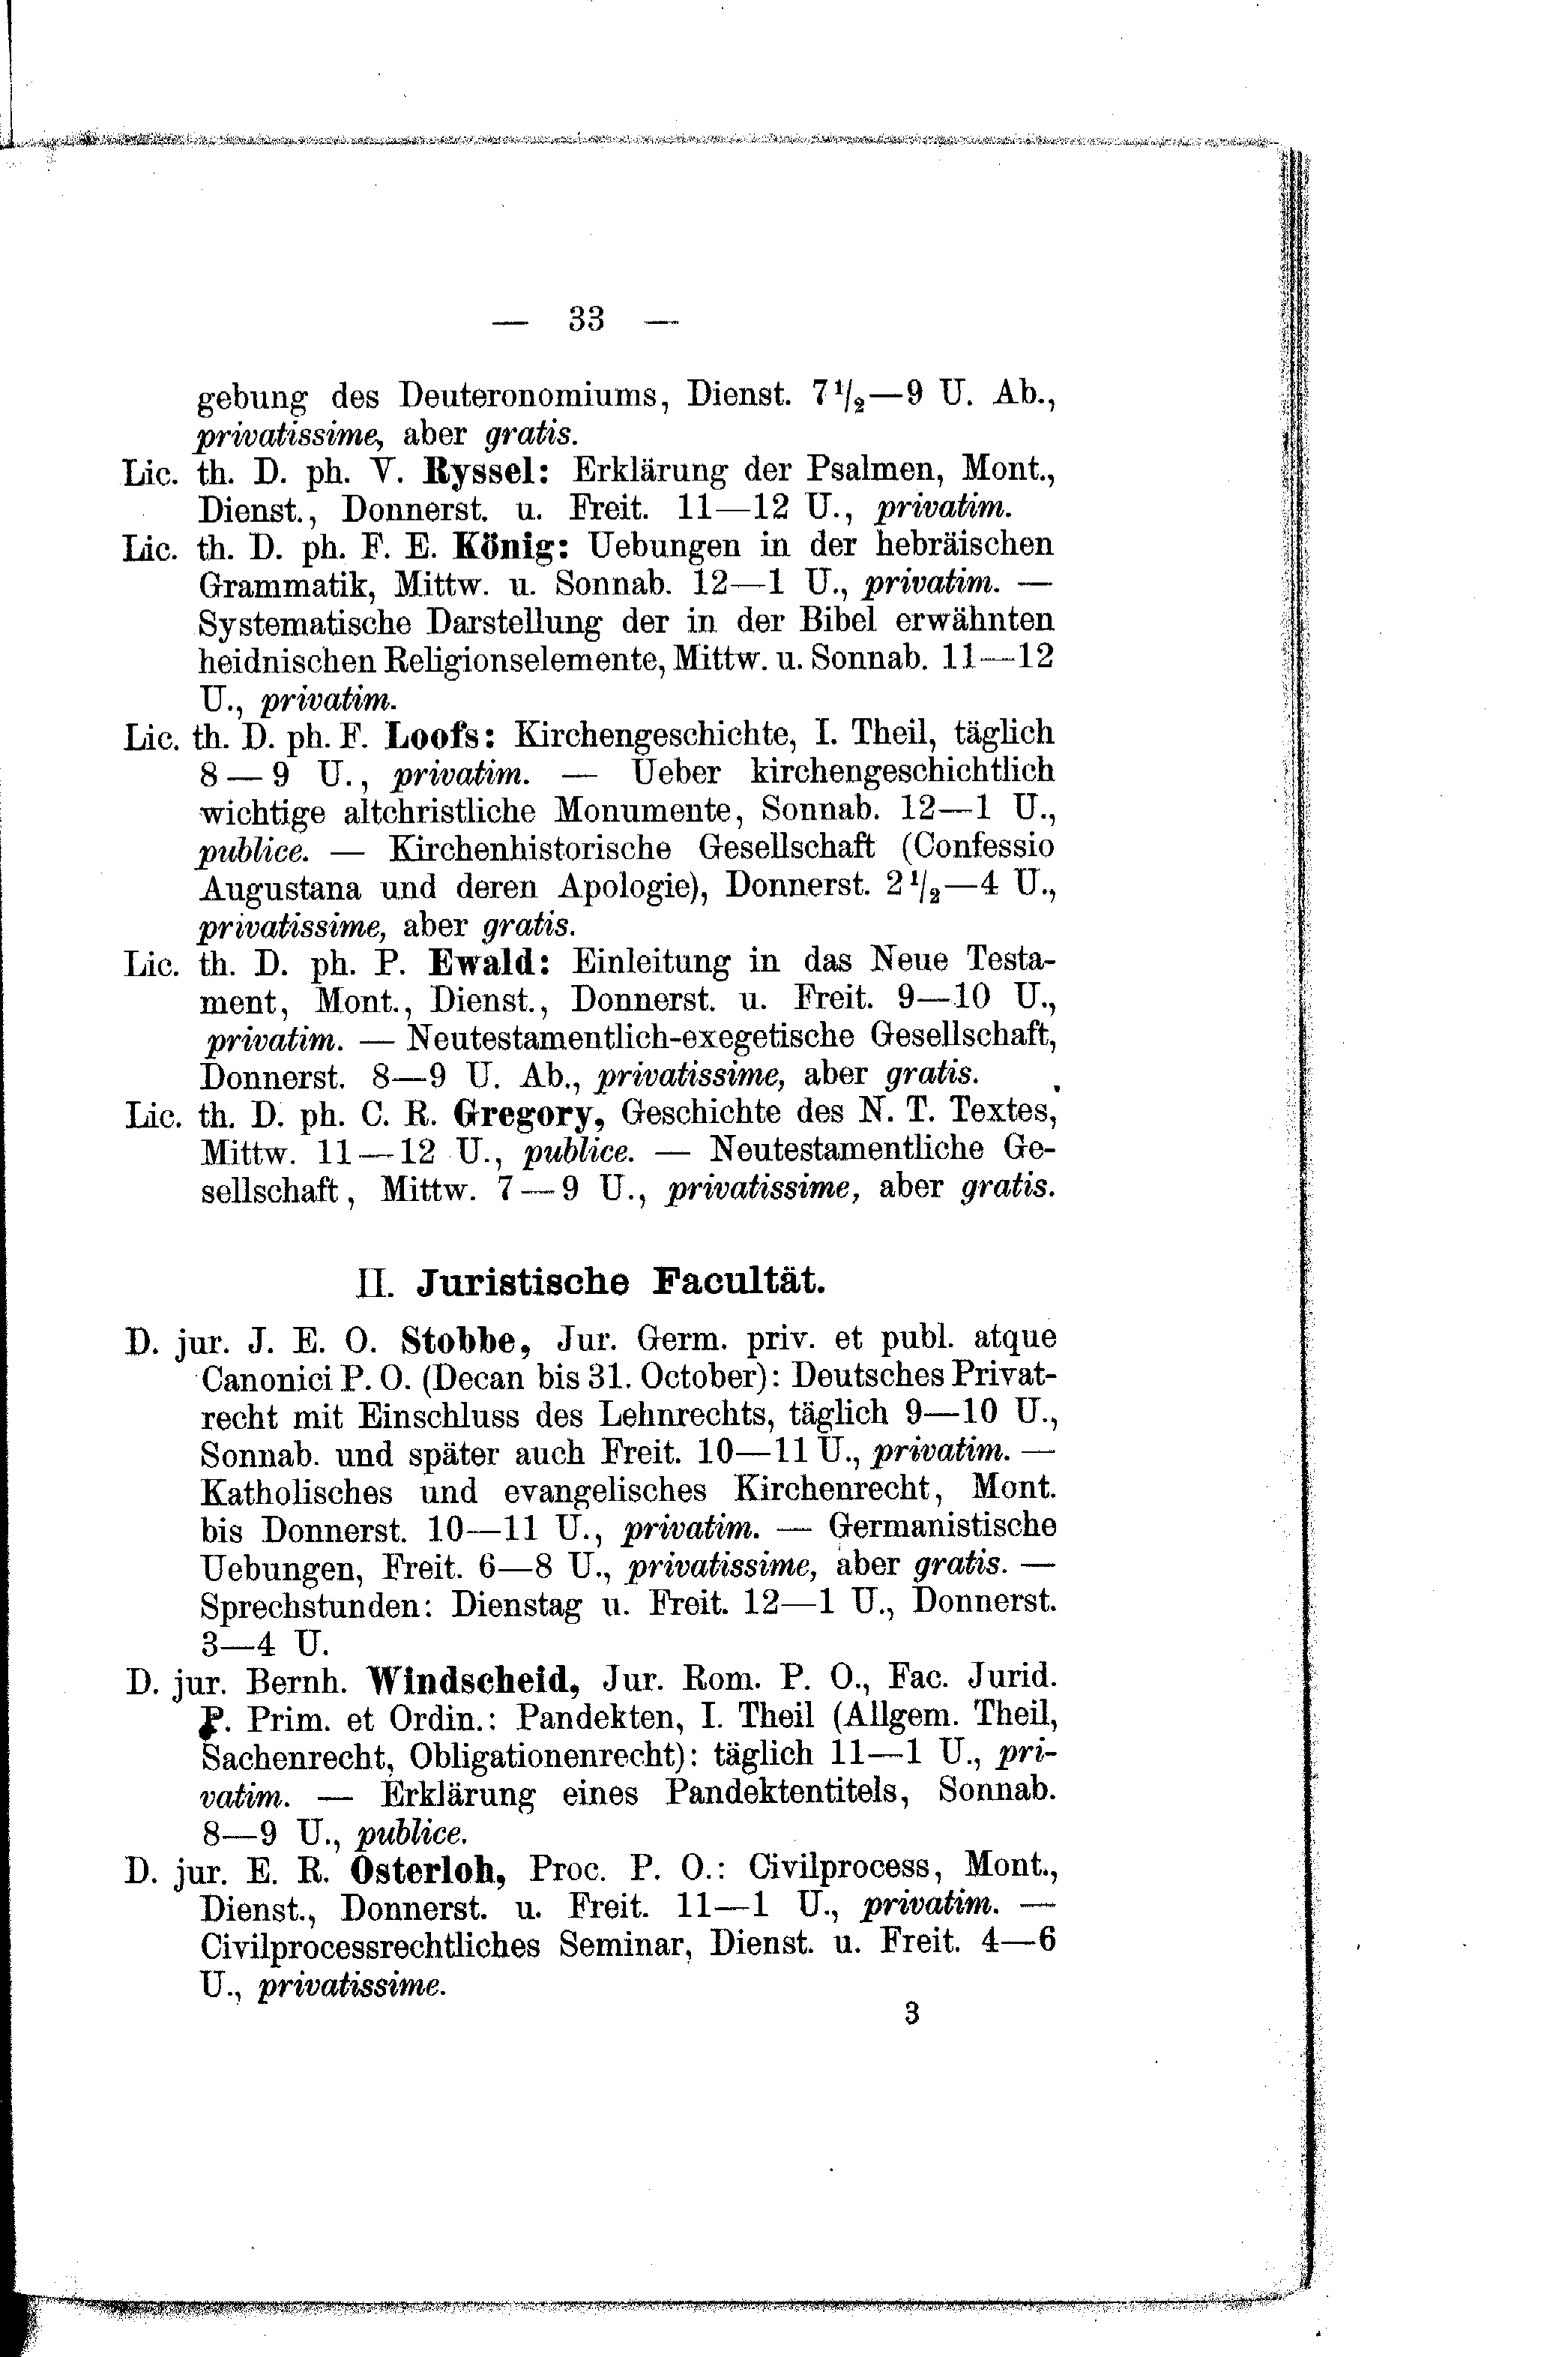 — 33 —
gebung des Deuteronomiums, Dienst. 7 1/2—9 U. Ab.,
privatissime, aber gratis.
Lic. th. D. ph. V. Ryssel: Erklärung der Psalmen, Mont.,
Dienst., Donnerst. u. Freit. 11—12 U., privatim.
Lic. th. D. ph. F. E. König: Uebungen in der hebräischen
Grammatik, Mittw. u. Sonnab. 12—1 U., privatim. —
Systematische Darstellung der in der Bibel erwähnten
heidnischen Religionselemente, Mittw. u. Sonnab. 11—12
U., privatim.
Lic. th. D. ph. F. Loofs: Kirchengeschichte, I. Theil, täglich
8—9 U., privatim. — Ueber kirchengeschichtlich
wichtige altchristliche Monumente, Sonnab. 12—1 U.,
publice. — Kirchenhistorische Gesellschaft (Confessio
Augustana und deren Apologie), Donnerst. 2 1/2—4 U.,
privatissime, aber gratis.
Lic. th. D. ph. P. Ewald: Einleitung in das Neue Testa-
ment, Mont., Dienst., Donnerst. u. Freit. 9—10 U.,
privatim. — Neutestamentlich-exegetische Gesellschaft,
Donnerst. 8—9 U. Ab., privatissime, aber gratis.
Lic. th. D. ph. C. R. Gregory, Geschichte des N. T. Textes,
Mittw. 11—12 U., publice. — Neutestamentliche Ge-
sellschaft, Mittw. 7—9 U., privatissime, aber gratis.
II. Juristische Facultät.
D. jur. J. E. O. Stobbe, Jur. Germ. priv. et publ. atque
Canonici P. O. (Decan bis 31. October): Deutsches Privat-
recht mit Einschluss des Lehnrechts, täglich 9—10 U.,
Sonnab. und später auch Freit. 10—11 U., privatim. —
Katholisches und evangelisches Kirchenrecht, Mont.
bis Donnerst. 10—11 U., privatim. — Germanistische
Uebungen, Freit. 6—8 U., privatissime, aber gratis. —
Sprechstunden: Dienstag u. Freit. 12—1 U., Donnerst.
3—4 U.
D. jur. Bernh. Windscheid, Jur. Rom. P. O., Fac. Jurid.
P. Prim. et Ordin.: Pandekten, I. Theil (Allgem. Theil,
Sachenrecht, Obligationenrecht): täglich 11—1 U., pri-
vatim. — Erklärung eines Pandektentitels, Sonnab.
8—9 U., publice.
D. jur. E. R. Osterloh, Proc. P. O.: Civilprocess, Mont.,
Dienst., Donnerst. u. Freit. 11—1 U., privatim. —
Civilprocessrechtliches Seminar, Dienst. u. Freit. 4—6
U., privatissime.
3